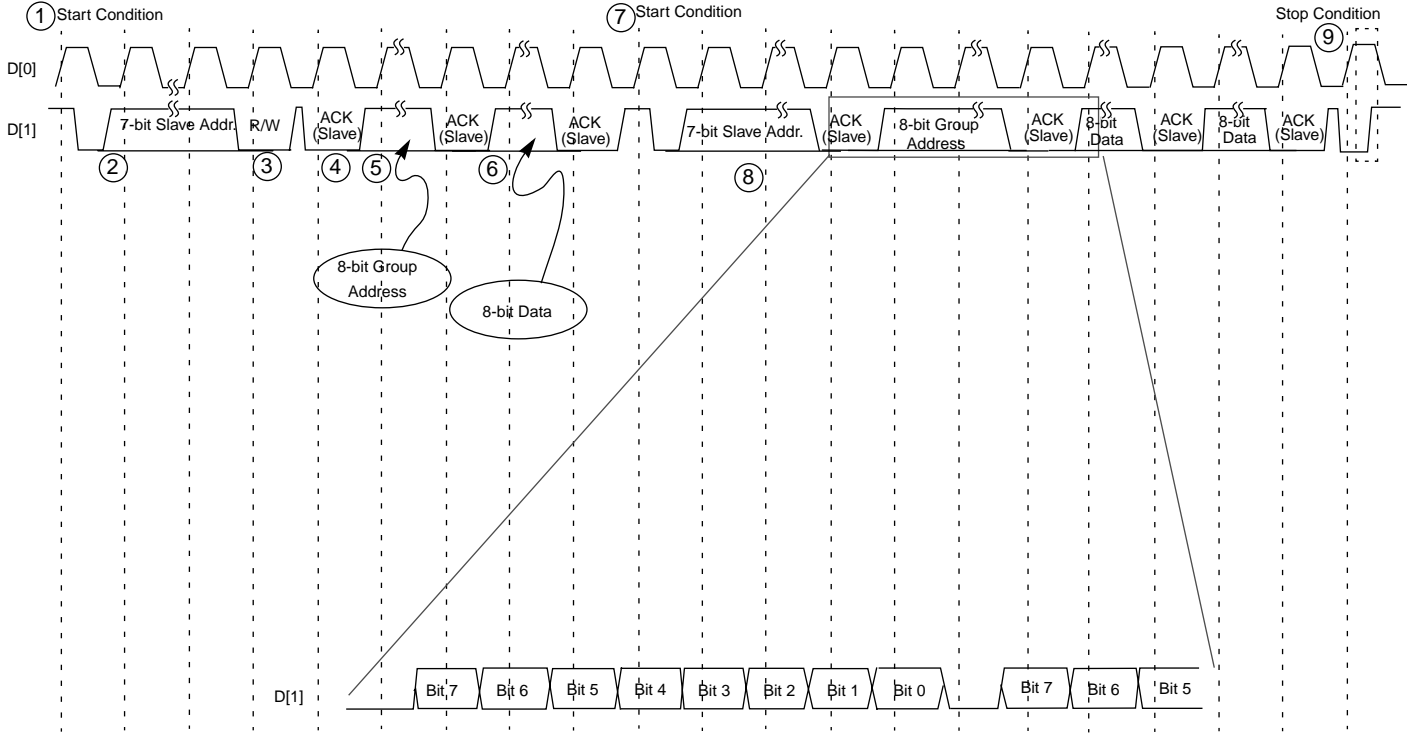 1 Start Condition
7 Start Condition
Stop Condition
9
D[0]
D[1]
7-bit Slave Addr.
R/W
ACK
(Slave)
ACK
(Slave)
ACK
(Slave)
7-bit Slave Addr.
ACK
(Slave)
8-bit Group
Address
ACK
(Slave)
8-bit
Data
ACK
(Slave)
8-bit
Data
ACK
(Slave)
2
3
4
5
6
8
8-bit Group
Address
8-bit Data
D[1]
Bit 7
Bit 6
Bit 5
Bit 4
Bit 3
Bit 2
Bit 1
Bit 0
Bit 7
Bit 6
Bit 5